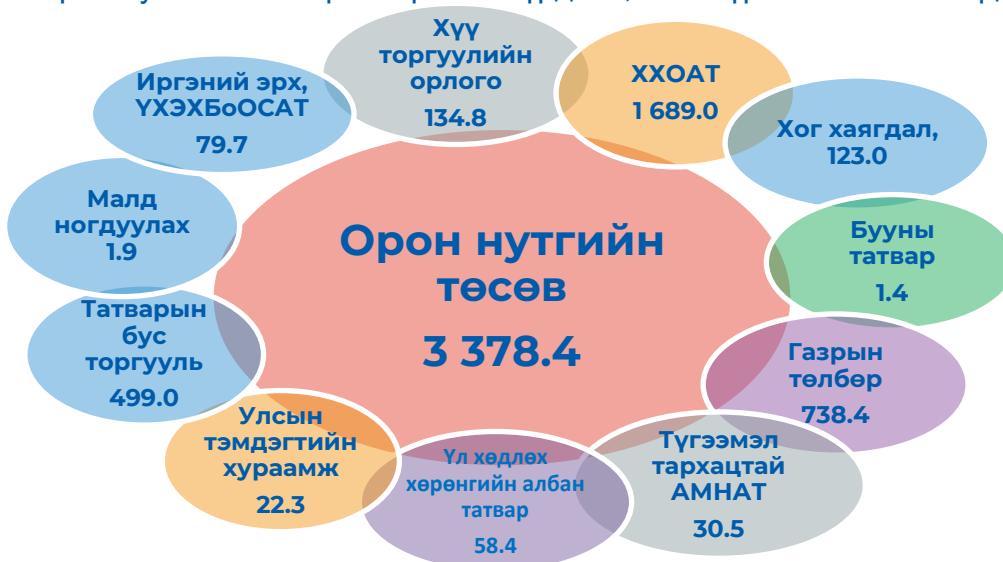 Хүү
торгуулийн
орлого
134.8
ХХОАТ
1 689.0
Хог хаягдал,
123.0
Бууны
татвар
1.4
Газрын
төлбөр
738.4
Түгээмэл
тархацтай
АМНАТ
30.5
Үл хөдлөх
хөрөнгийн албан
татвар
58.4
Улсын
тэмдэгтийн
хураамж
22.3
Татварын
бус
торгууль
499.0
Малд
ногдуулах
1.9
Иргэний эрх,
ҮХЭХБоОСАТ
79.7
Орон нутгийн
төсөв
3 378.4